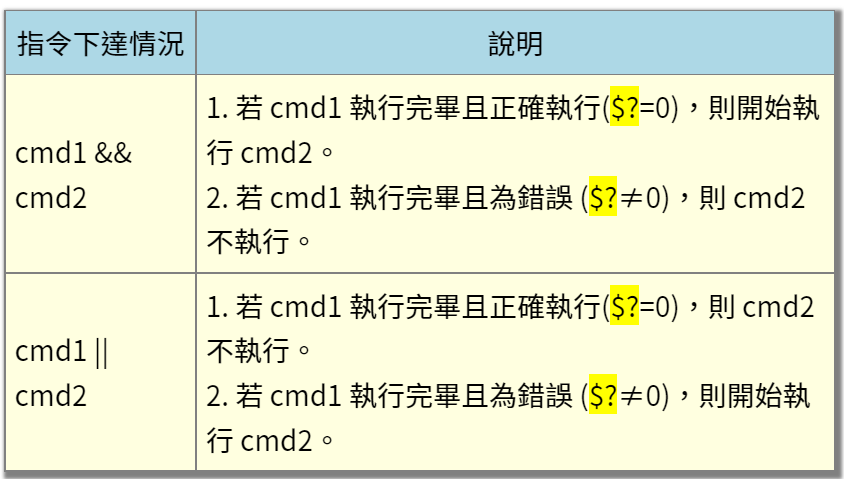 指令下達情況
說明
cmd1 &&
cmd2
1. 若 cmd1 執行完畢且正確執行($?=0)，則開始執
行 cmd2。
2. 若 cmd1 執行完畢且為錯誤 ($?≠0)，則 cmd2
不執行。
cmd1 ||
cmd2
1. 若 cmd1 執行完畢且正確執行($?=0)，則 cmd2
不執行。
2. 若 cmd1 執行完畢且為錯誤 ($?≠0)，則開始執
行 cmd2。